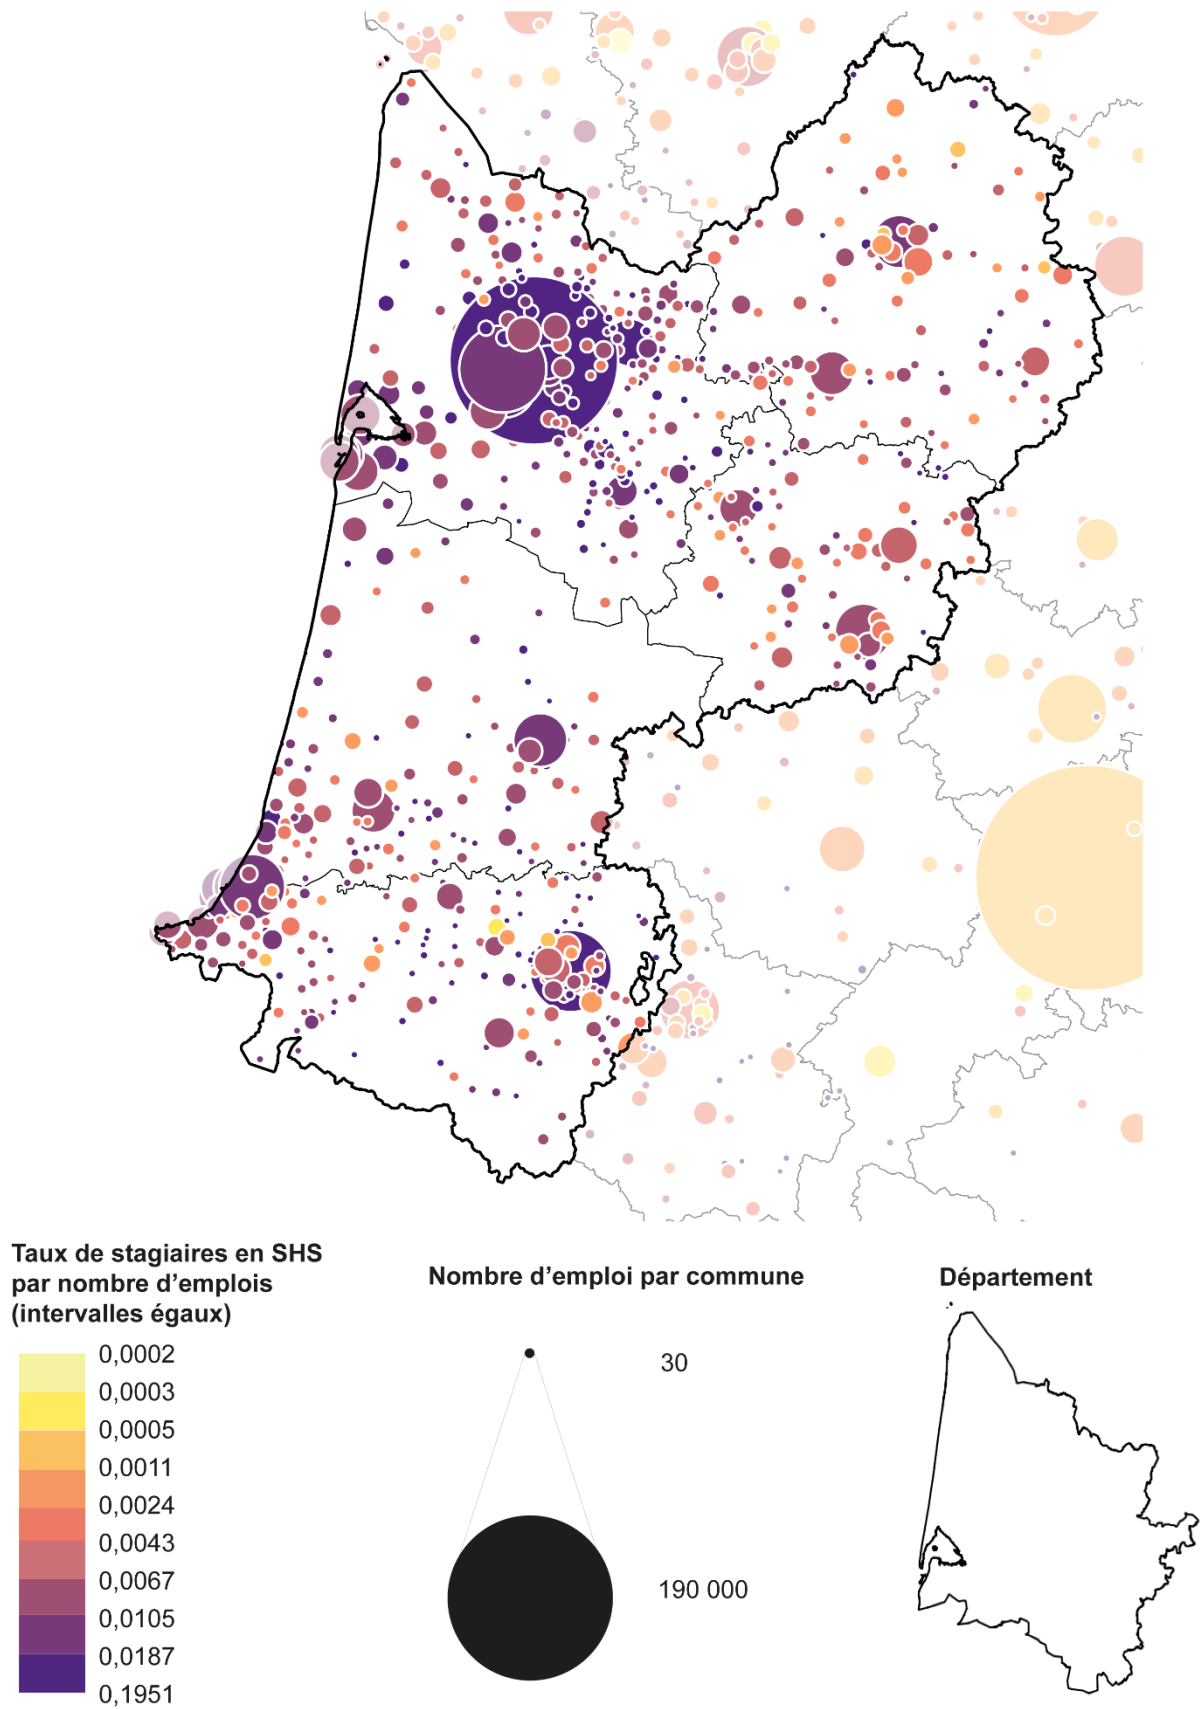 Taux de stagiaires en SHS
par nombre d'emplois
(intervalles égaux)
0,0002
0,0003
0,0005
0,0011
0,0024
0,0043
0,0067
0,0105
0,0187
0,1951
Nombre d'emploi par commune
30
190 000
Département